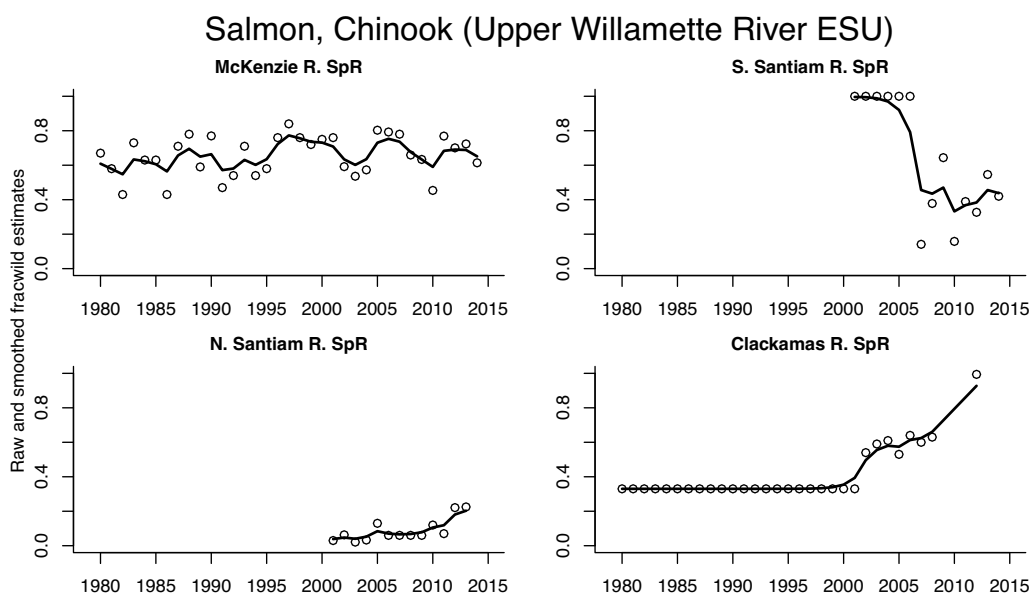 Salmon, Chinook (Upper Willamette River ESU)
McKenzie R. SpR
S. Santiam R. SpR
0.8
0.4
0.0
1980 1985 1990 1995 2000 2005 2010 2015
0.8
0.4
0.0
1980 1985 1990 1995 2000 2005 2010 2015
Raw and smoothed fracwild estimates
N. Santiam R. SpR
Clackamas R. SpR
0.8
0.4
0.0
1980 1985 1990 1995 2000 2005 2010 2015
0.8
0.4
0.0
1980 1985 1990 1995 2000 2005 2010 2015